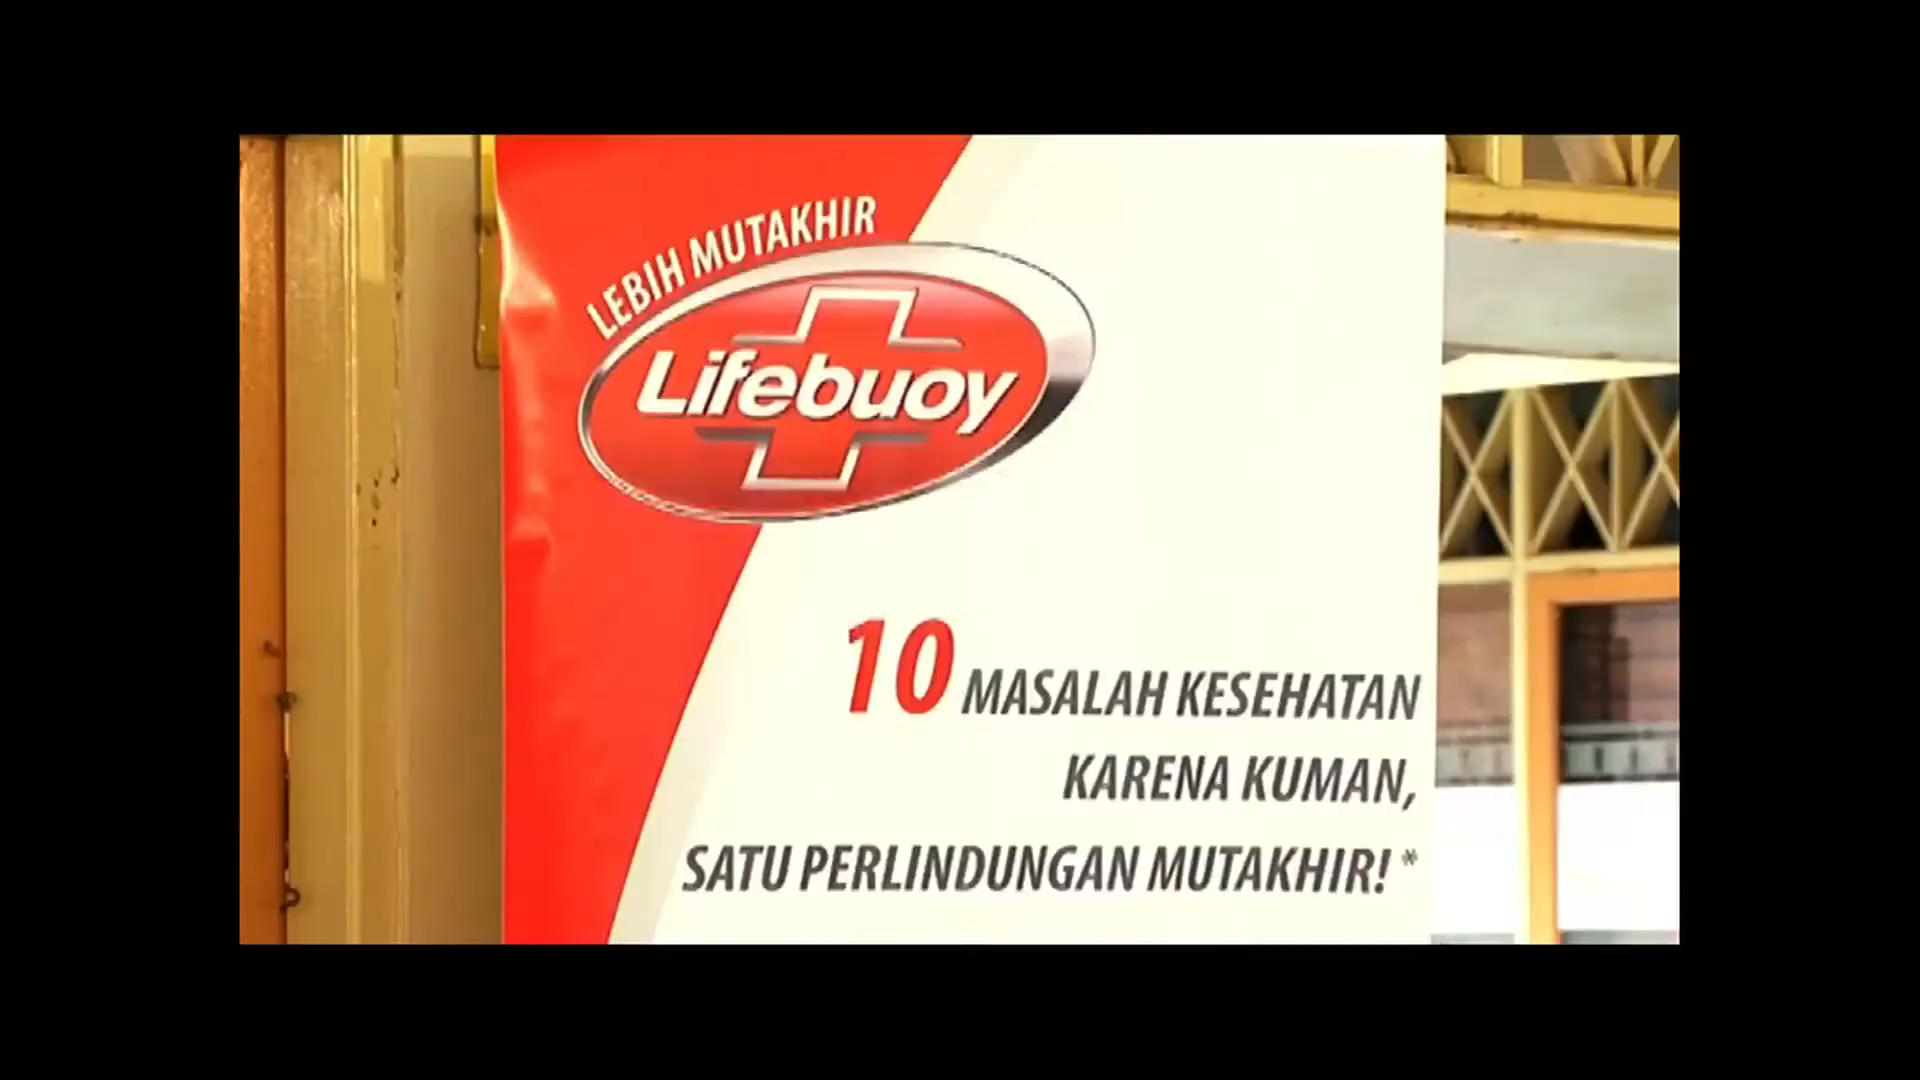 LEBIH MUTAKHIR
Lifebuoy
10 MASALAH KESEHATAN
KARENA KUMAN,
SATU PERLINDUNGAN MUTAKHIR!*